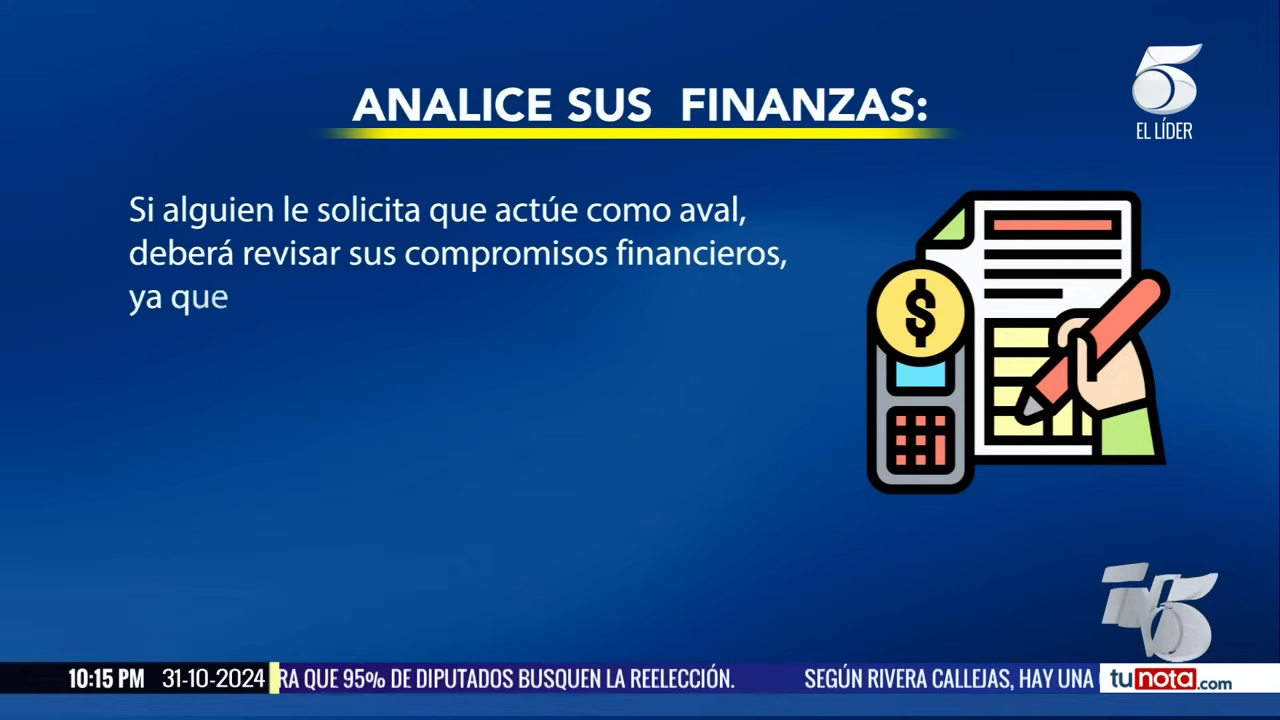 ANALICE SUS FINANZAS:
5
EL LÍDER
Si alguien le solicita que actúe como aval,
deberá revisar sus compromisos financieros,
ya que
$
TV5
10:15 PM 31-10-2024 RA QUE 95% DE DIPUTADOS BUSQUEN LA REELECCIÓN. SEGÚN RIVERA CALLEJAS, HAY UNA tunota.com